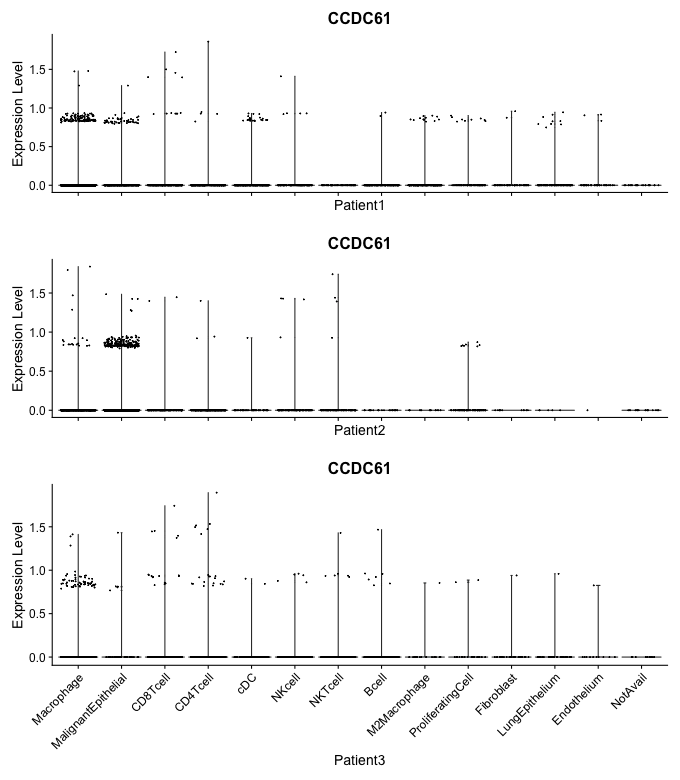 CCDC61
Expression Level
1.5
1.0
0.5
0.0
Patient1
CCDC61
Expression Level
1.5
1.0
0.5
0.0
Patient2
CCDC61
Expression Level
1.5
1.0
0.5
0.0
Macrophage
MalignantEpithelial
CD8Tcell
CD4Tcell
cDC
NKcell
NKTcell
Bcell
M2Macrophage
ProliferatingCell
Fibroblast
LungEpithelium
Endothelium
NotAvail
Patient3